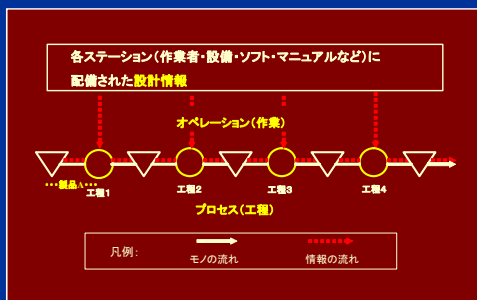 各ステーション(作業者・設備・ソフト・マニュアルなど)に
配備された設計情報
オペレーション(作業)
・・・製品A・・・
工程1
工程2
工程3
工程4
プロセス(工程)
凡例:
モノの流れ
情報の流れ